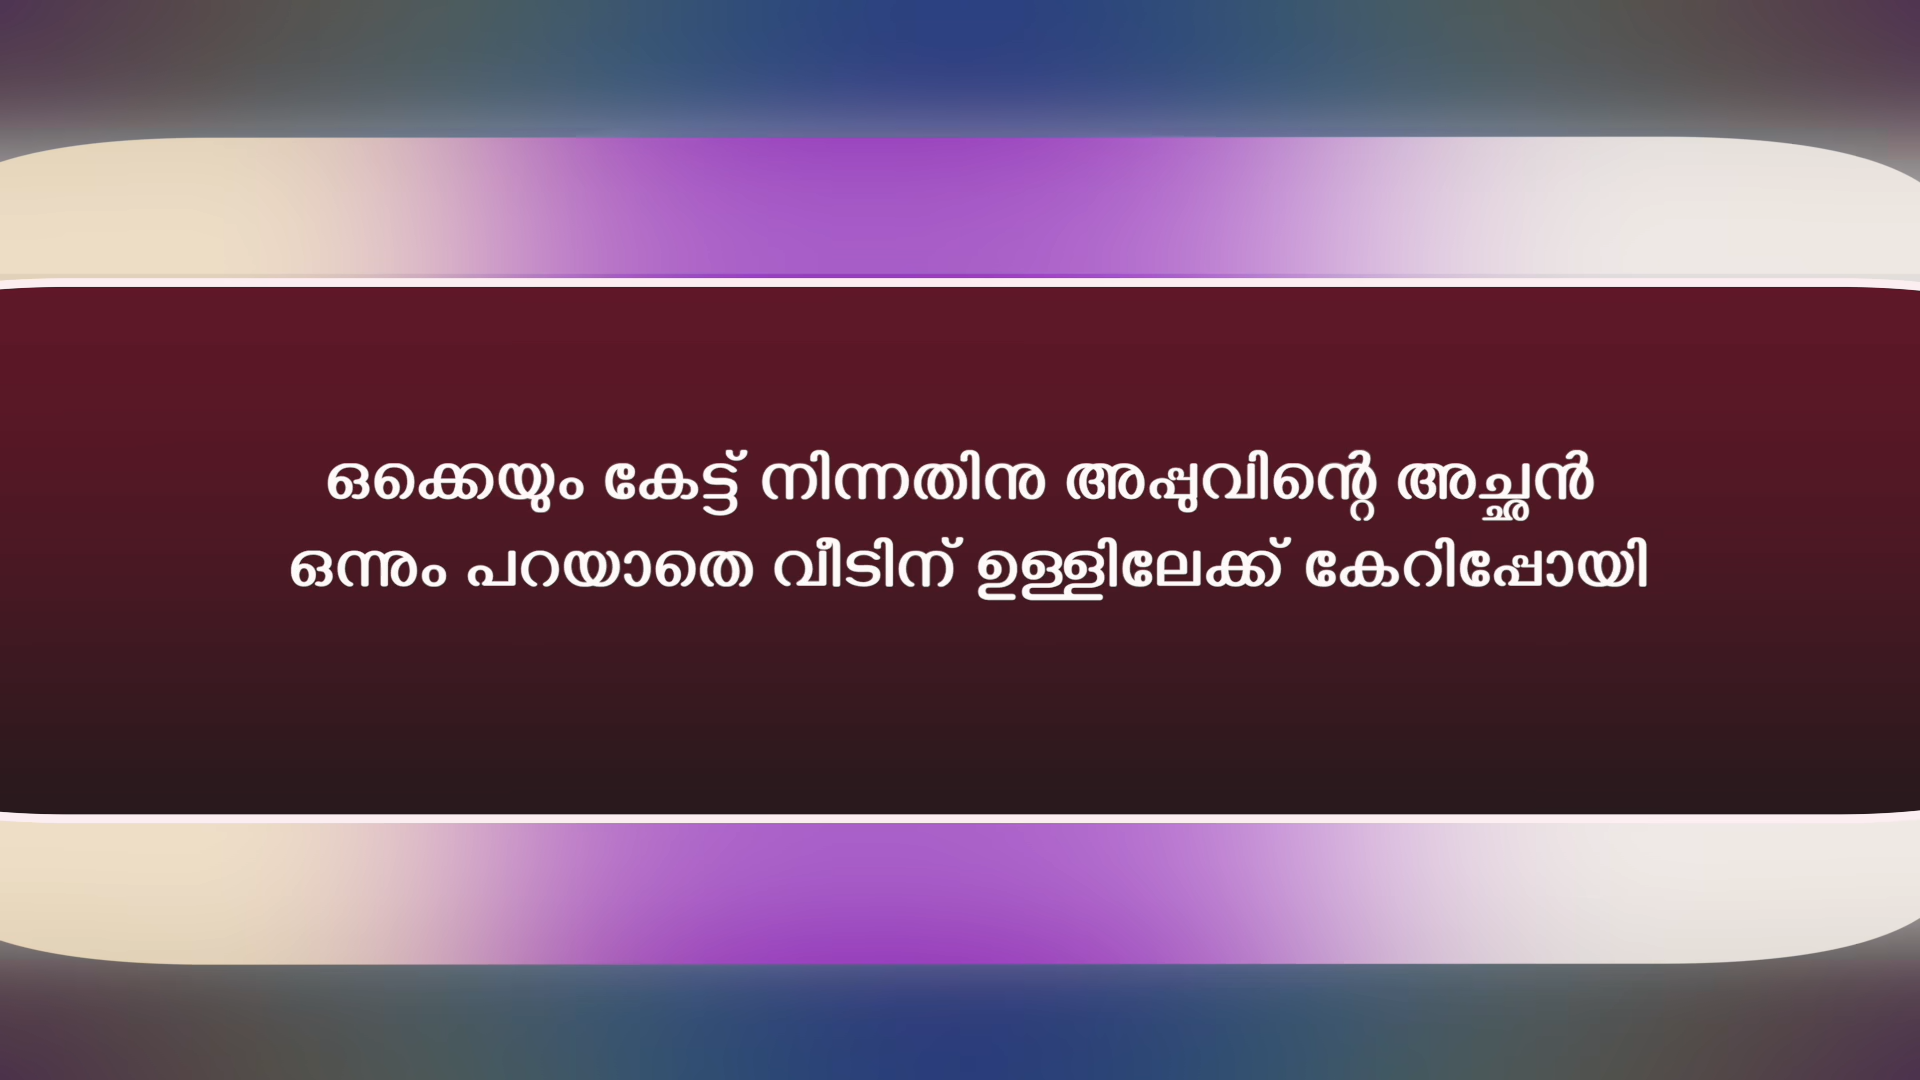 ഒക്കെയും കേട്ട് നിന്നതിനു അപ്പുവിന്റെ അച്ഛൻ
ഒന്നും പറയാതെ വീടിന് ഉള്ളിലേക്ക് കേറിപ്പോയി